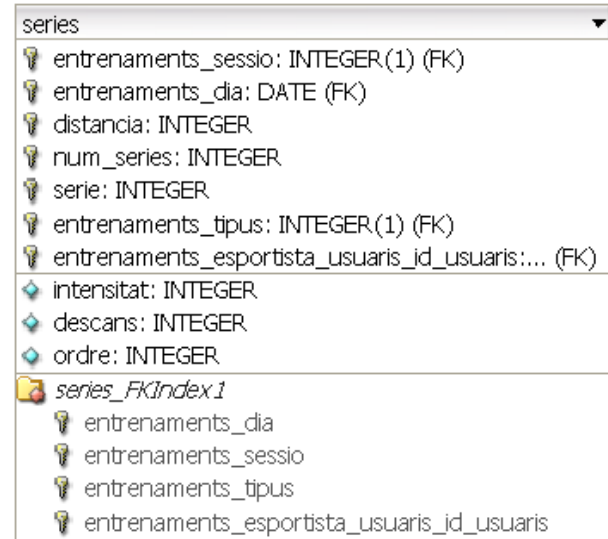 series
entrenaments_sessio: INTEGER(1) (FK)
entrenaments_dia: DATE (FK)
distancia: INTEGER
num_series: INTEGER
serie: INTEGER
entrenaments_tipus: INTEGER(1) (FK)
entrenaments_esportista_usuaris_id_usuaris:... (FK)
intensitat: INTEGER
descans: INTEGER
ordre: INTEGER
series_FKIndex1
entrenaments_dia
entrenaments_sessio
entrenaments_tipus
entrenaments_esportista_usuaris_id_usuaris